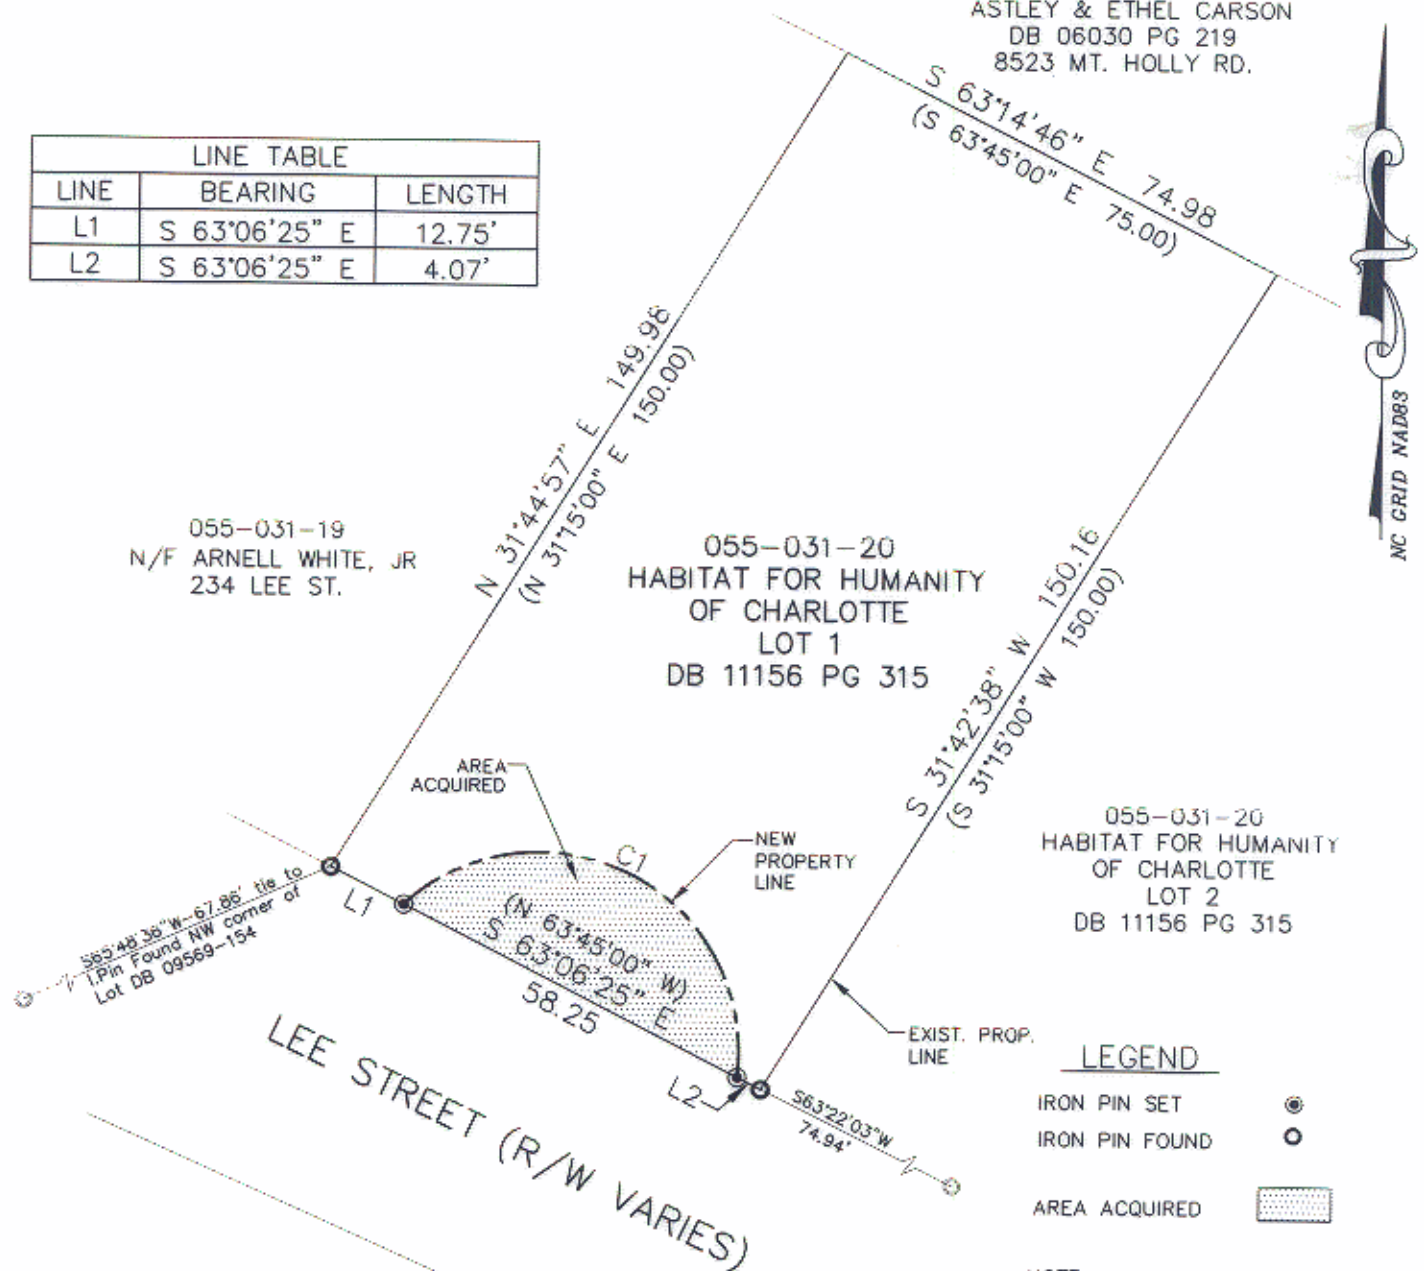 ASTLEY & ETHEL CARSON
DB 06030 PG 219
8523 MT. HOLLY RD.
S 63°14'46" E 74.98
(S 63°45'00" E 75.00)
LINE TABLE
LINE BEARING LENGTH
L1 S 63°06'25" E 12.75'
L2 S 63°06'25" E 4.07'
NC GRID NAD83
N 31°44'57" E 149.98
(N 31°15'00" E 150.00)
055-031-19
N/F ARNELL WHITE, JR
234 LEE ST.
055-031-20
HABITAT FOR HUMANITY
OF CHARLOTTE
LOT 1
DB 11156 PG 315
S 31°42'38" W 150.16
(S 31°15'00" W 150.00)
AREA
ACQUIRED
NEW
PROPERTY
LINE
C1
055-031-20
HABITAT FOR HUMANITY
OF CHARLOTTE
LOT 2
DB 11156 PG 315
S65°48'38"W-67.86' tie to
I.Pin Found NW corner of
Lot DB 09569-154
L1
(N 63°45'00" W)
S 63°06'25" E
58.25
L2
EXIST. PROP.
LINE
S63°22'03"W
74.94'
LEE STREET (R/W VARIES)
LEGEND
IRON PIN SET
IRON PIN FOUND
AREA ACQUIRED